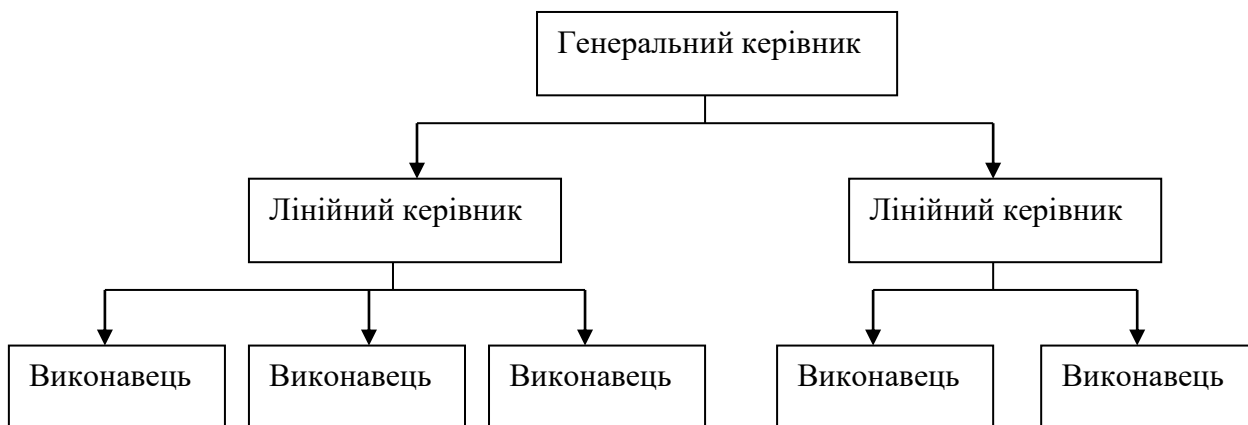 Генеральний керівник
Лінійний керівник
Лінійний керівник
Виконавець
Виконавець
Виконавець
Виконавець
Виконавець